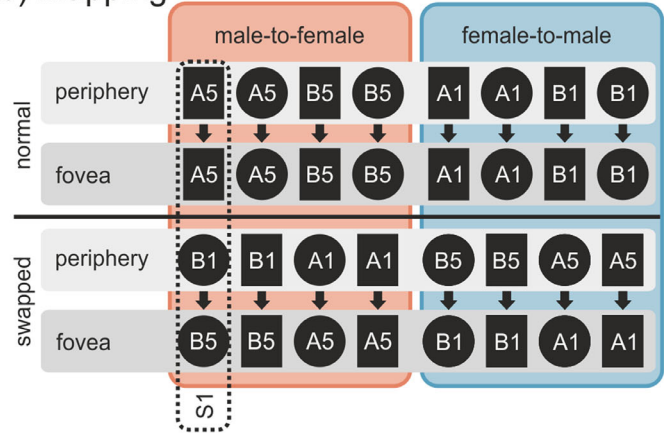 male-to-female female-to-male
normal
periphery A5 A5 B5 B5 A1 A1 B1 B1
fovea A5 A5 B5 B5 A1 A1 B1 B1
swapped
periphery B1 B1 A1 A1 B5 B5 A5 A5
fovea B5 B5 A5 A5 B1 B1 A1 A1
S1